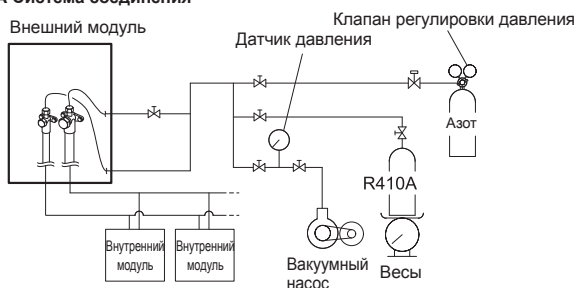 Система соединения
Внешний модуль
Клапан регулировки давления
Датчик давления
Азот
R410A
Внутренний
модуль
Внутренний
модуль
Вакуумный
насос
Весы